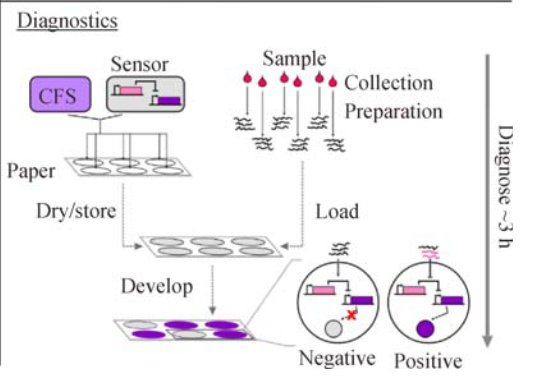 Diagnostics
Sensor
CFS
Paper
Sample
Collection
Preparation
Dry/store
Load
Develop
Negative
Positive
Diagnose ~3 h